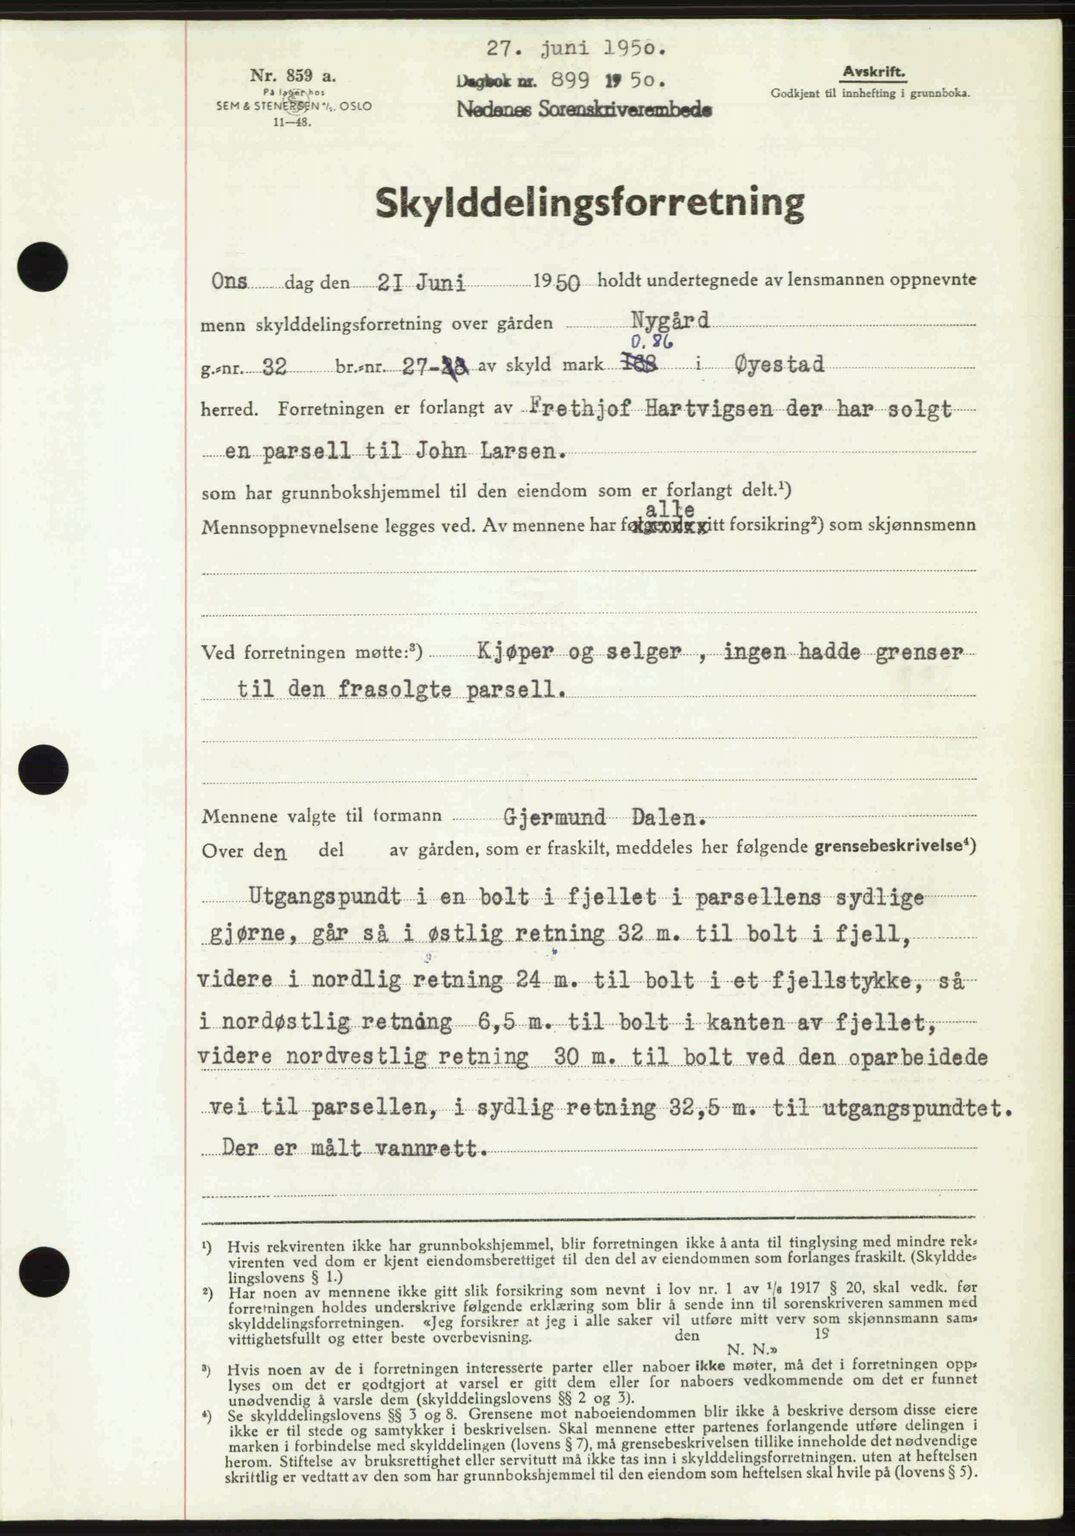 27. juni 1950.
Nr. 859 a.
På lager hos
SEM & STENERSEN A/S. OSLO
11—48.
Dagbok nr. 899 1950.
Nedenes Sorenskriverembede
Avskrift.
Godkjent til innhefting i grunnboka.
Skylddelingsforretning
Ons dag den 21 Juni 1950 holdt undertegnede av lensmannen oppnevnte
menn skylddelingsforretning over gården Nygård
0.86
g.-nr. 32 br.-nr. 27- av skyld mark i Øyestad
herred. Forretningen er forlangt av Frethjof Hartvigsen der har solgt
en parsell til John Larsen.
som har grunnbokshjemmel til den eiendom som er forlangt delt.¹)
alle
Mennsoppnevnelsene legges ved. Av mennene har gitt forsikring²) som skjønnsmenn
Ved forretningen møtte:³) Kjøper og selger , ingen hadde grenser
til den frasolgte parsell.
Mennene valgte til formann Gjermund Dalen.
Over den del av gården, som er fraskilt, meddeles her følgende grensebeskrivelse⁴)
Utgangspundt i en bolt i fjellet i parsellens sydlige
gjørne, går så i østlig retning 32 m. til bolt i fjell,
videre i nordlig retning 24 m. til bolt i et fjellstykke, så
i nordøstlig retning 6,5 m. til bolt i kanten av fjellet,
videre nordvestlig retning 30 m. til bolt ved den oparbeidede
vei til parsellen, i sydlig retning 32,5 m. til utgangspundtet.
Der er målt vannrett.
¹) Hvis rekvirenten ikke har grunnbokshjemmel, blir forretningen ikke å anta til tinglysing med mindre rek-
virenten ved dom er kjent eiendomsberettiget til den del av eiendommen som forlanges fraskilt. (Skyldde-
lingslovens § 1.)
²) Har noen av mennene ikke gitt slik forsikring som nevnt i lov nr. 1 av 1/6 1917 § 20, skal vedk. før
forretningen holdes underskrive følgende erklæring som blir å sende inn til sorenskriveren sammen med
skylddelingsforretningen. «Jeg forsikrer at jeg i alle saker vil utføre mitt verv som skjønnsmann sam-
vittighetsfullt og etter beste overbevisning. den 19
N. N.»
³) Hvis noen av de i forretningen interesserte parter eller naboer ikke møter, må det i forretningen opp-
lyses om det er godtgjort at varsel er gitt dem eller for naboers vedkommende om det er funnet
unødvendig å varsle dem (skylddelingslovens §§ 2 og 3).
⁴) Se skylddelingslovens §§ 3 og 8. Grensene mot naboeiendommen blir ikke å beskrive dersom disse eiere
ikke er til stede og samtykker i beskrivelsen. Skal mennene etter partenes forlangende utføre delingen i
marken i forbindelse med skylddelingen (lovens § 7), må grensebeskrivelsen tillike inneholde det nødvendige
herom. Stiftelse av bruksrettighet eller servitutt må ikke tas inn i skylddelingsforretningen. uten at heftelsen
skriftlig er vedtatt av den som har grunnbokshjemmel til den eiendom som heftelsen skal hvile på (lovens § 5).